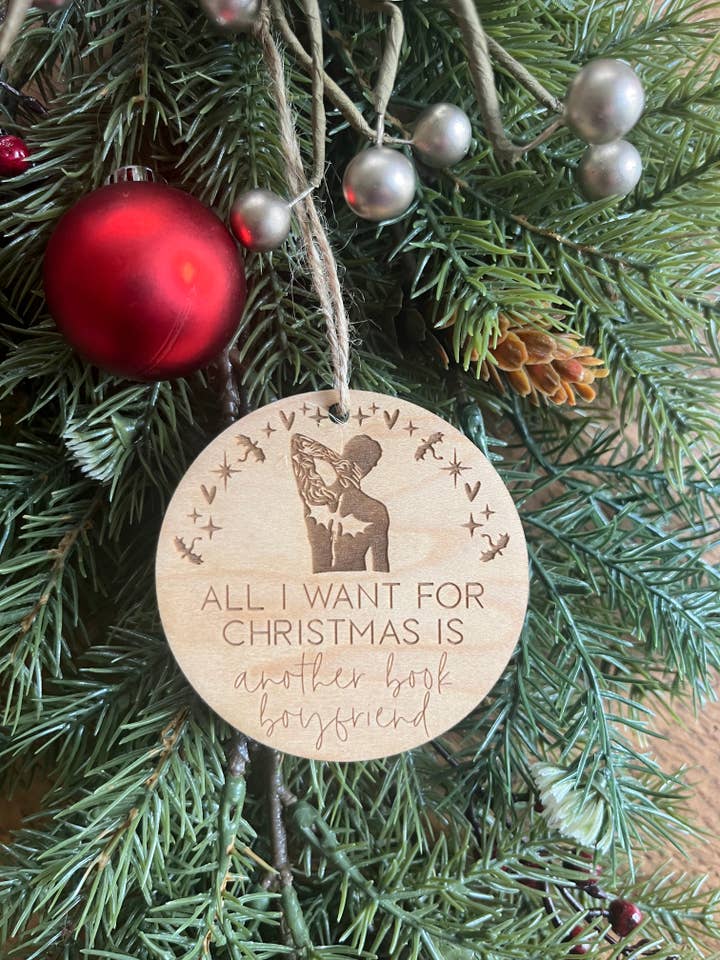 ALL I WANT FOR
CHRISTMAS IS
another book
boyfriend